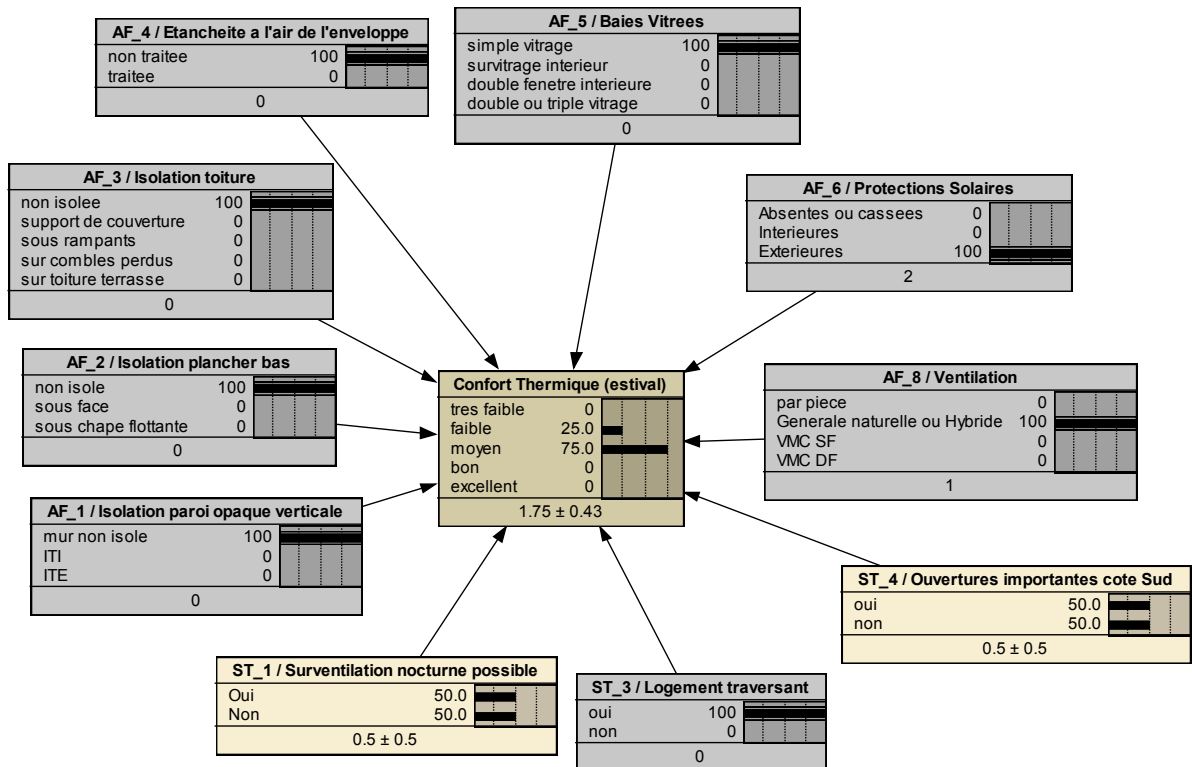 AF_4 / Etancheite a l'air de l'enveloppe
non traitee 100
traitee 0
0
AF_5 / Baies Vitrees
simple vitrage 100
survitrage interieur 0
double fenetre interieure 0
double ou triple vitrage 0
0
AF_3 / Isolation toiture
non isolee 100
support de couverture 0
sous rampants 0
sur combles perdus 0
sur toiture terrasse 0
0
AF_6 / Protections Solaires
Absentes ou cassees 0
Interieures 0
Exterieures 100
2
AF_2 / Isolation plancher bas
non isole 100
sous face 0
sous chape flottante 0
0
Confort Thermique (estival)
tres faible 0
faible 25.0
moyen 75.0
bon 0
excellent 0
1.75 ± 0.43
AF_8 / Ventilation
par piece 0
Generale naturelle ou Hybride 100
VMC SF 0
VMC DF 0
1
AF_1 / Isolation paroi opaque verticale
mur non isole 100
ITI 0
ITE 0
0
ST_4 / Ouvertures importantes cote Sud
oui 50.0
non 50.0
0.5 ± 0.5
ST_1 / Surventilation nocturne possible
Oui 50.0
Non 50.0
0.5 ± 0.5
ST_3 / Logement traversant
oui 100
non 0
0